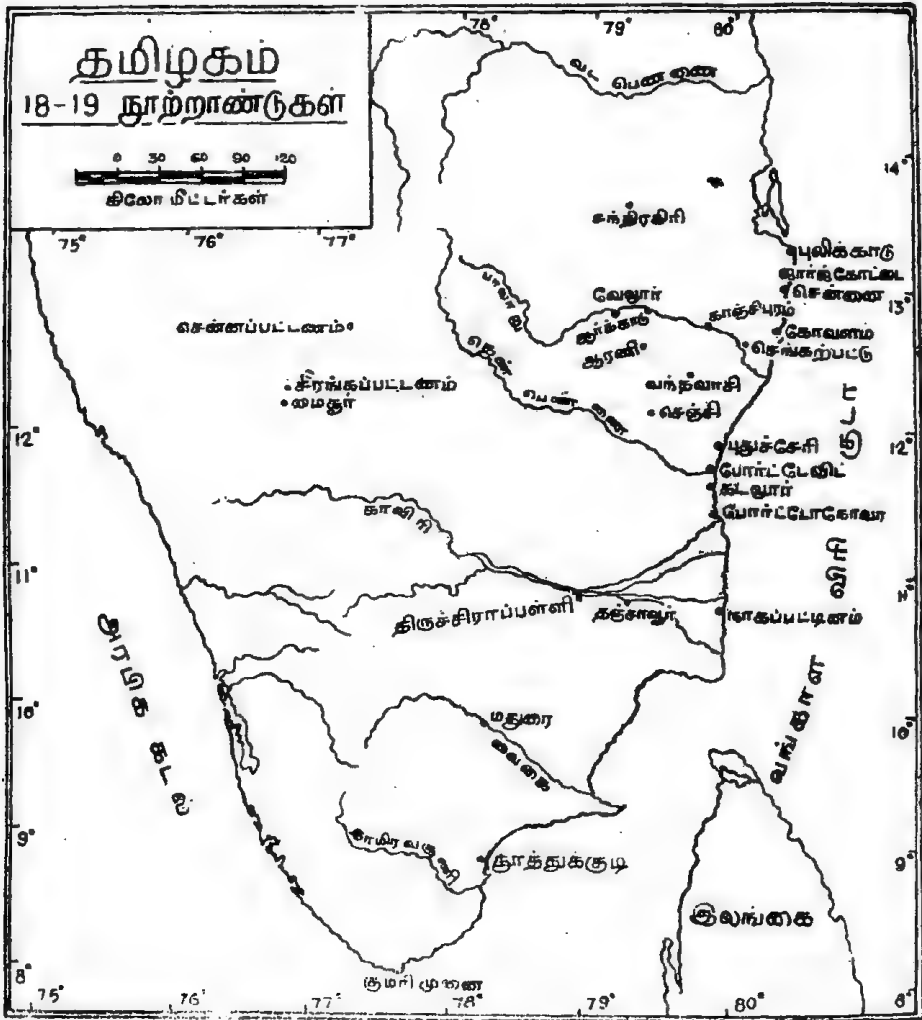 தமிழகம்
18-19 நூற்றாண்டுகள்
0 30 60 90 120
கிலோ மீட்டர்கள்
78° 79° 80°
வட பெண்ணை
14°
75° 76° 77°
சந்திரகிரி
புலிக்காடு
ஜார்ஜ்கோட்டை
சென்னை
13°
பாலாறு
வேலூர்
காஞ்சிபுரம்
சென்னப்பட்டணம்
ஆர்க்காடு
கோவளம்
ஆரணி
செங்கற்பட்டு
தென் பெண்ணை
சீரங்கப்பட்டணம்
மைசூர்
வந்தவாசி
செஞ்சி
12° 12°
புதுச்சேரி
போர்ட்டேவிட்
கடலூர்
போர்ட்டோகோவா
காவிரி
11° 11°
திருச்சிராப்பள்ளி
தஞ்சாவூர்
நாகப்பட்டினம்
அரபிக் கடல்
வங்காள விரி குடா
10° 10°
மதுரை
வைகை
9° 9°
தாமிரவருணி
தூத்துக்குடி
இலங்கை
8° 8°
குமரி முனை
75° 76° 77° 78° 79° 80°